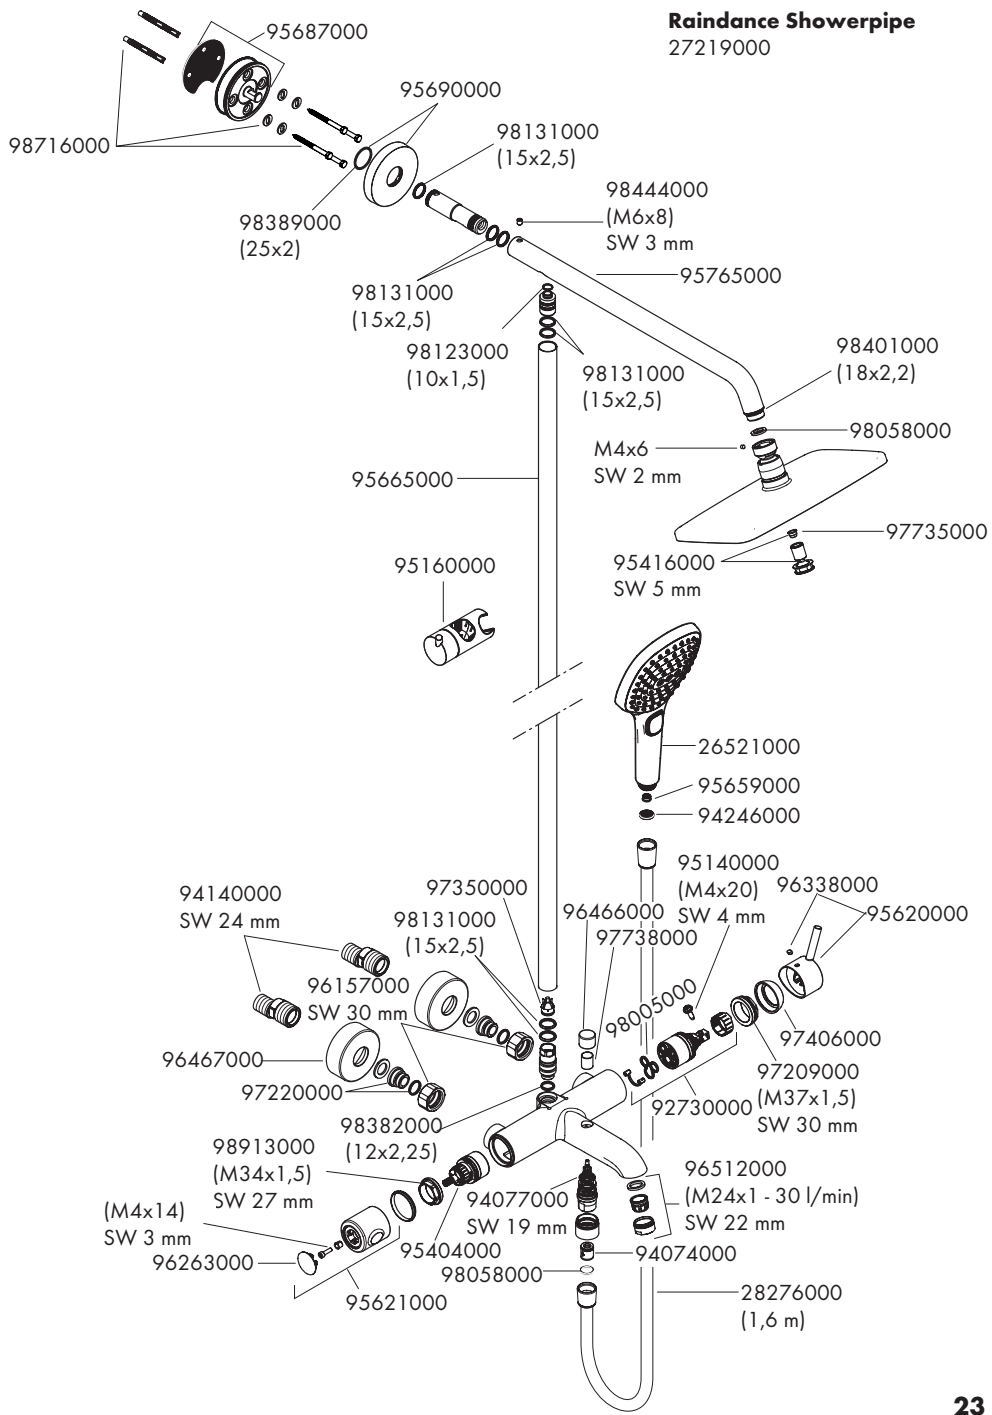 Raindance Showerpipe
27219000
95687000
95690000
98716000
98131000
(15x2,5)
98444000
(M6x8)
SW 3 mm
98389000
(25x2)
95765000
98131000
(15x2,5)
98123000
(10x1,5)
98131000
(15x2,5)
98401000
(18x2,2)
98058000
M4x6
SW 2 mm
95665000
97735000
95416000
SW 5 mm
95160000
26521000
95659000
94246000
95140000
(M4x20)
SW 4 mm
96338000
95620000
97350000
94140000
SW 24 mm
98131000
(15x2,5)
96466000
97738000
96157000
SW 30 mm
98005000
97406000
96467000
97209000
(M37x1,5)
SW 30 mm
97220000
92730000
98382000
(12x2,25)
98913000
(M34x1,5)
SW 27 mm
96512000
(M24x1 - 30 l/min)
SW 22 mm
94077000
SW 19 mm
(M4x14)
SW 3 mm
96263000
95404000
94074000
98058000
95621000
28276000
(1,6 m)
23